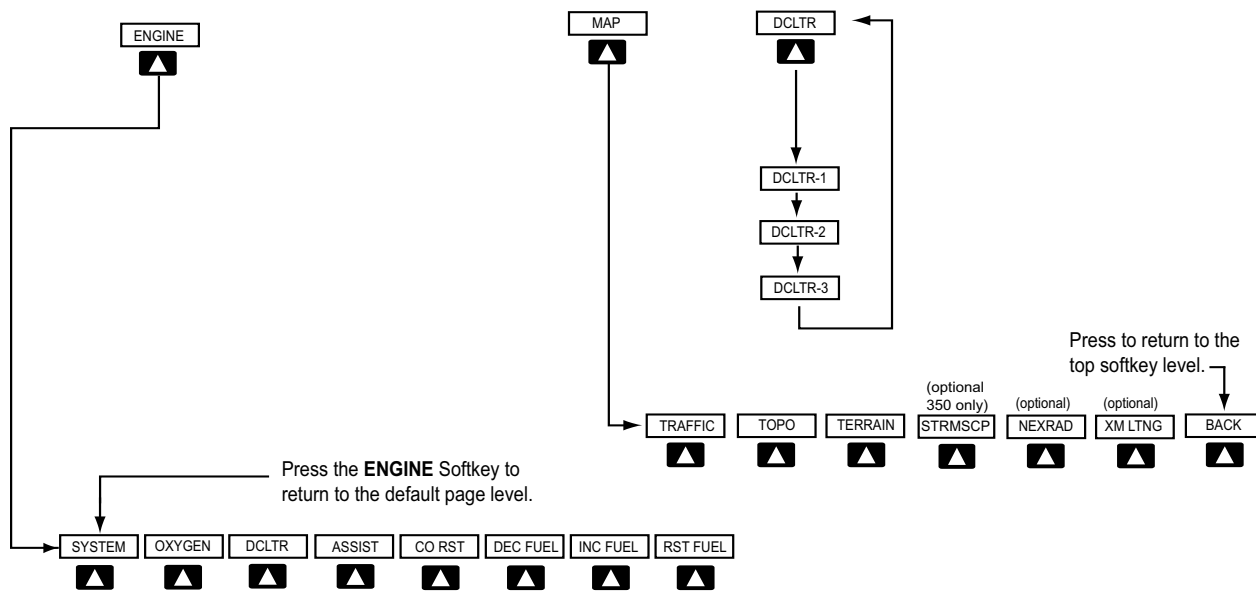 ENGINE
MAP
DCLTR
DCLTR-1
DCLTR-2
DCLTR-3
Press to return to the
top softkey level.
(optional
350 only)
(optional)
(optional)
TRAFFIC
TOPO
TERRAIN
STRMSCP
NEXRAD
XM LTNG
BACK
Press the ENGINE Softkey to
return to the default page level.
SYSTEM
OXYGEN
DCLTR
ASSIST
CO RST
DEC FUEL
INC FUEL
RST FUEL